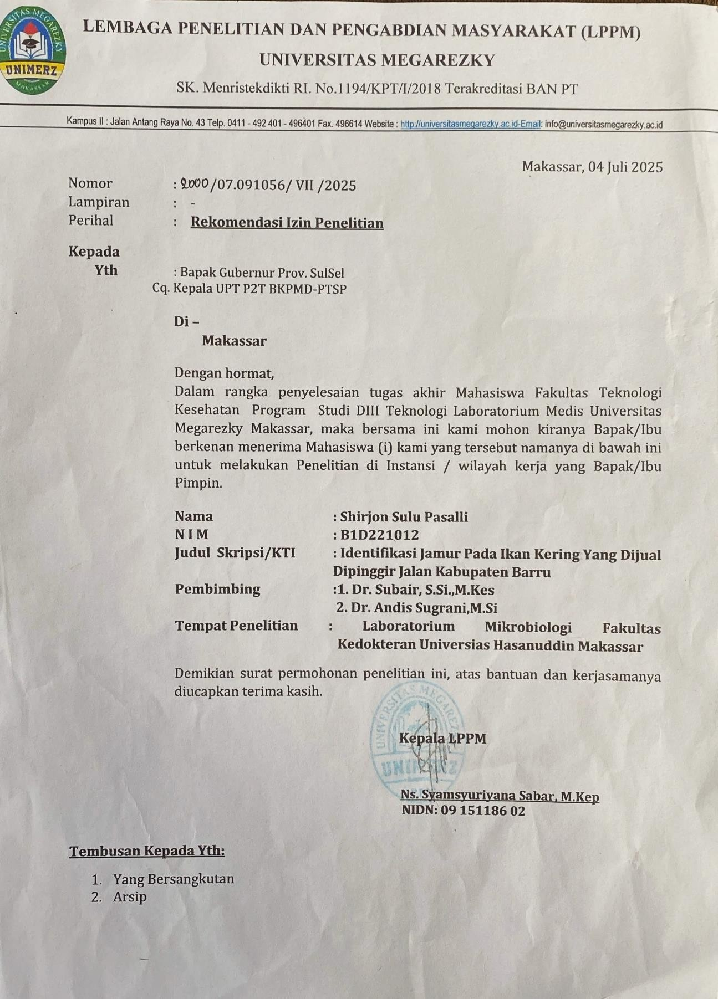 UNIVERSITAS MEGAREZKY
UNIMERZ
MAKASSAR
LEMBAGA PENELITIAN DAN PENGABDIAN MASYARAKAT (LPPM)
UNIVERSITAS MEGAREZKY
SK. Menristekdikti RI. No.1194/KPT/I/2018 Terakreditasi BAN PT
Kampus II : Jalan Antang Raya No. 43 Telp. 0411 - 492 401 - 496401 Fax. 496614 Website : http://universitasmegarezky.ac.id-Email: info@universitasmegarezky.ac.id
Makassar, 04 Juli 2025
Nomor : 2000/07.091056/ VII /2025
Lampiran : -
Perihal : Rekomendasi Izin Penelitian
Kepada
Yth : Bapak Gubernur Prov. SulSel
Cq. Kepala UPT P2T BKPMD-PTSP
Di –
Makassar
Dengan hormat,
Dalam rangka penyelesaian tugas akhir Mahasiswa Fakultas Teknologi
Kesehatan Program Studi DIII Teknologi Laboratorium Medis Universitas
Megarezky Makassar, maka bersama ini kami mohon kiranya Bapak/Ibu
berkenan menerima Mahasiswa (i) kami yang tersebut namanya di bawah ini
untuk melakukan Penelitian di Instansi / wilayah kerja yang Bapak/Ibu
Pimpin.
Nama : Shirjon Sulu Pasalli
N I M : B1D221012
Judul Skripsi/KTI : Identifikasi Jamur Pada Ikan Kering Yang Dijual
Dipinggir Jalan Kabupaten Barru
Pembimbing :1. Dr. Subair, S.Si.,M.Kes
2. Dr. Andis Sugrani,M.Si
Tempat Penelitian : Laboratorium Mikrobiologi Fakultas
Kedokteran Universias Hasanuddin Makassar
Demikian surat permohonan penelitian ini, atas bantuan dan kerjasamanya
diucapkan terima kasih.
UNIVERSITAS MEGAREZKY
Kepala LPPM
UNIMERZ
Ns. Syamsyuriyana Sabar, M.Kep
NIDN: 09 151186 02
Tembusan Kepada Yth:
1. Yang Bersangkutan
2. Arsip